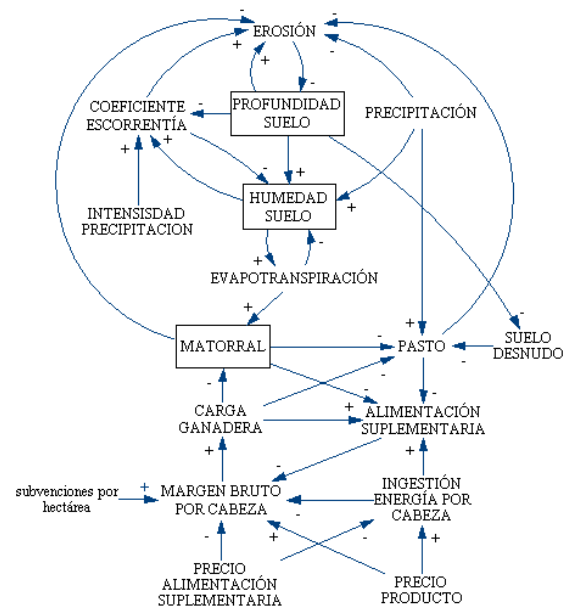 EROSIÓN
COEFICIENTE
ESCORRENTÍA
PROFUNDIDAD
SUELO
PRECIPITACIÓN
INTENSISDAD
PRECIPITACION
HUMEDAD
SUELO
EVAPOTRANSPIRACIÓN
MATORRAL
PASTO
SUELO
DESNUDO
CARGA
GANADERA
ALIMENTACIÓN
SUPLEMENTARIA
subvenciones por
hectárea
MARGEN BRUTO
POR CABEZA
INGESTIÓN
ENERGÍA POR
CABEZA
PRECIO
ALIMENTACIÓN
SUPLEMENTARIA
PRECIO
PRODUCTO